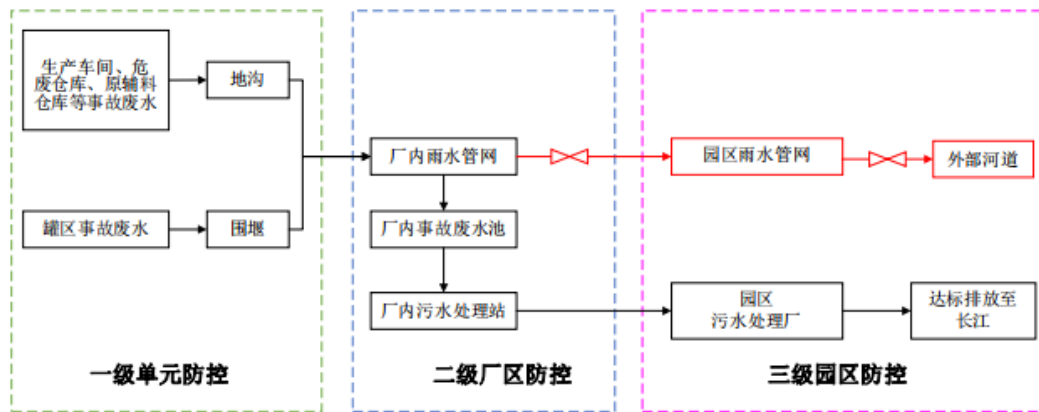 生产车间、危
废仓库、原辅料
仓库等事故废水
地沟
罐区事故废水
围堰
一级单元防控
厂内雨水管网
厂内事故废水池
厂内污水处理站
二级厂区防控
园区雨水管网
外部河道
园区
污水处理厂
达标排放至
长江
三级园区防控